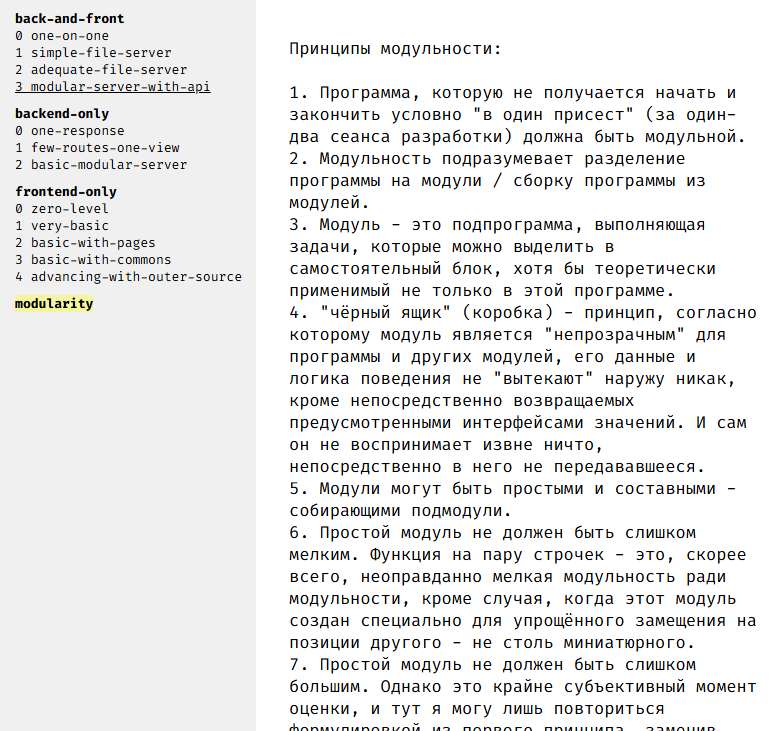 back-and-front
0 one-on-one
1 simple-file-server
2 adequate-file-server
3 modular-server-with-api
backend-only
0 one-response
1 few-routes-one-view
2 basic-modular-server
frontend-only
0 zero-level
1 very-basic
2 basic-with-pages
3 basic-with-commons
4 advancing-with-outer-source
modularity
Принципы модульности:
1. Программа, которую не получается начать и
закончить условно "в один присест" (за один-
два сеанса разработки) должна быть модульной.
2. Модульность подразумевает разделение
программы на модули / сборку программы из
модулей.
3. Модуль - это подпрограмма, выполняющая
задачи, которые можно выделить в
самостоятельный блок, хотя бы теоретически
применимый не только в этой программе.
4. "чёрный ящик" (коробка) - принцип, согласно
которому модуль является "непрозрачным" для
программы и других модулей, его данные и
логика поведения не "вытекают" наружу никак,
кроме непосредственно возвращаемых
предусмотренными интерфейсами значений. И сам
он не воспринимает извне ничто,
непосредственно в него не передававшееся.
5. Модули могут быть простыми и составными -
собирающими подмодули.
6. Простой модуль не должен быть слишком
мелким. Функция на пару строчек - это, скорее
всего, неоправданно мелкая модульность ради
модульности, кроме случая, когда этот модуль
создан специально для упрощённого замещения на
позиции другого - не столь миниатюрного.
7. Простой модуль не должен быть слишком
большим. Однако это крайне субъективный момент
оценки, и тут я могу лишь повториться
формулировкой из первого принципа, заменив